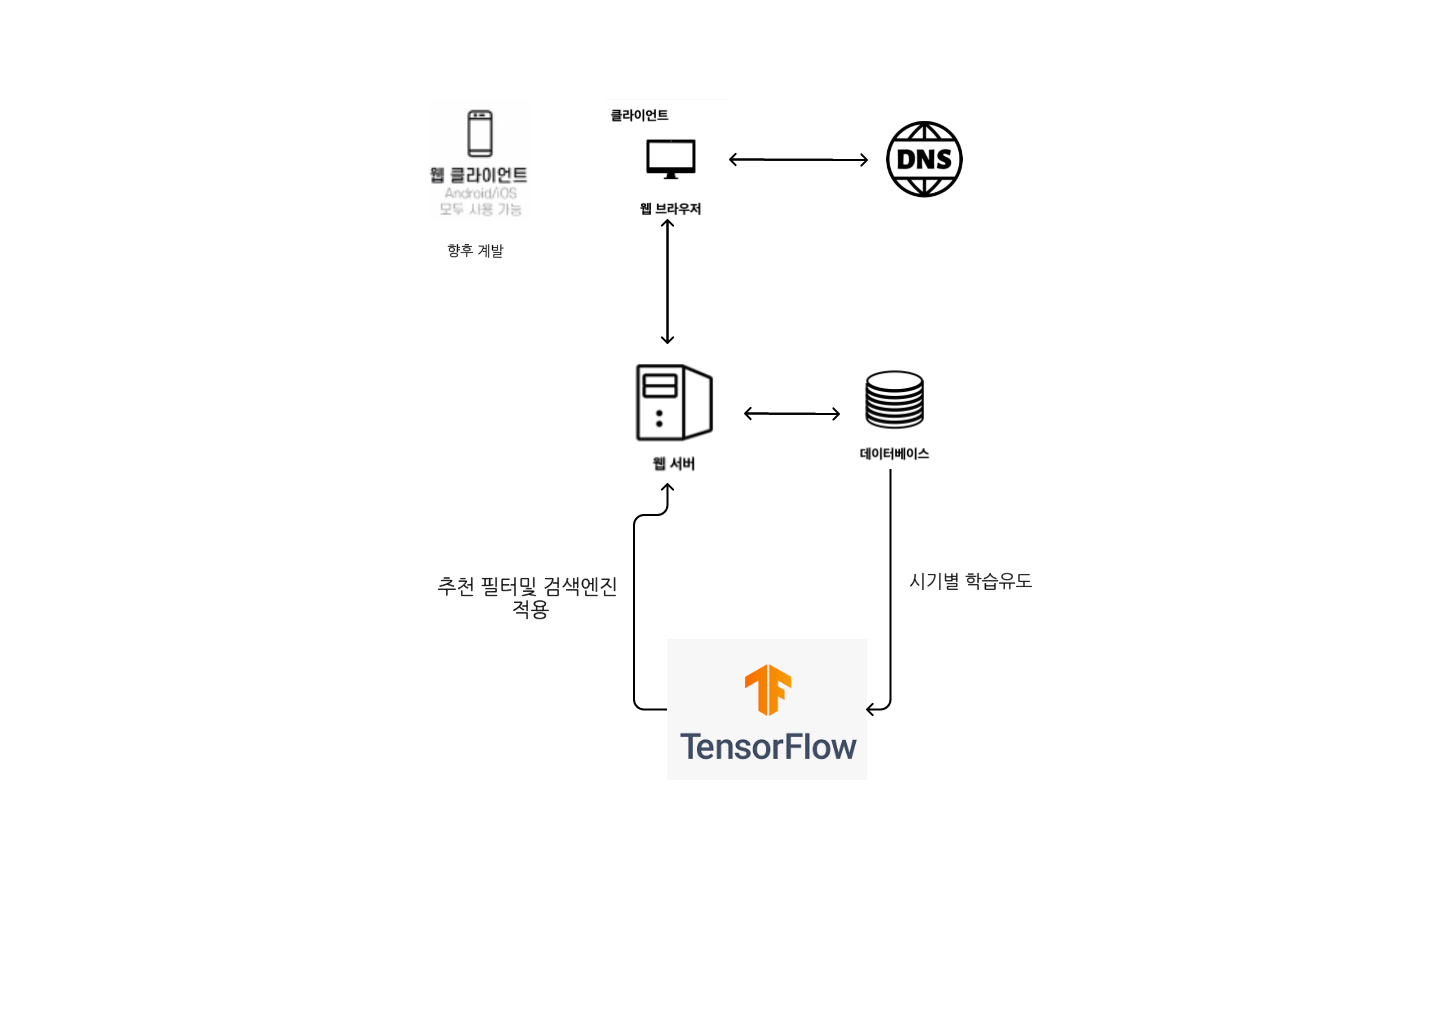 클라이언트
DNS
웹 클라이언트
Android/iOS
모두 사용 가능
웹 브라우저
향후 계발
웹 서버
데이터베이스
추천 필터및 검색엔진
적용
시기별 학습유도
TensorFlow